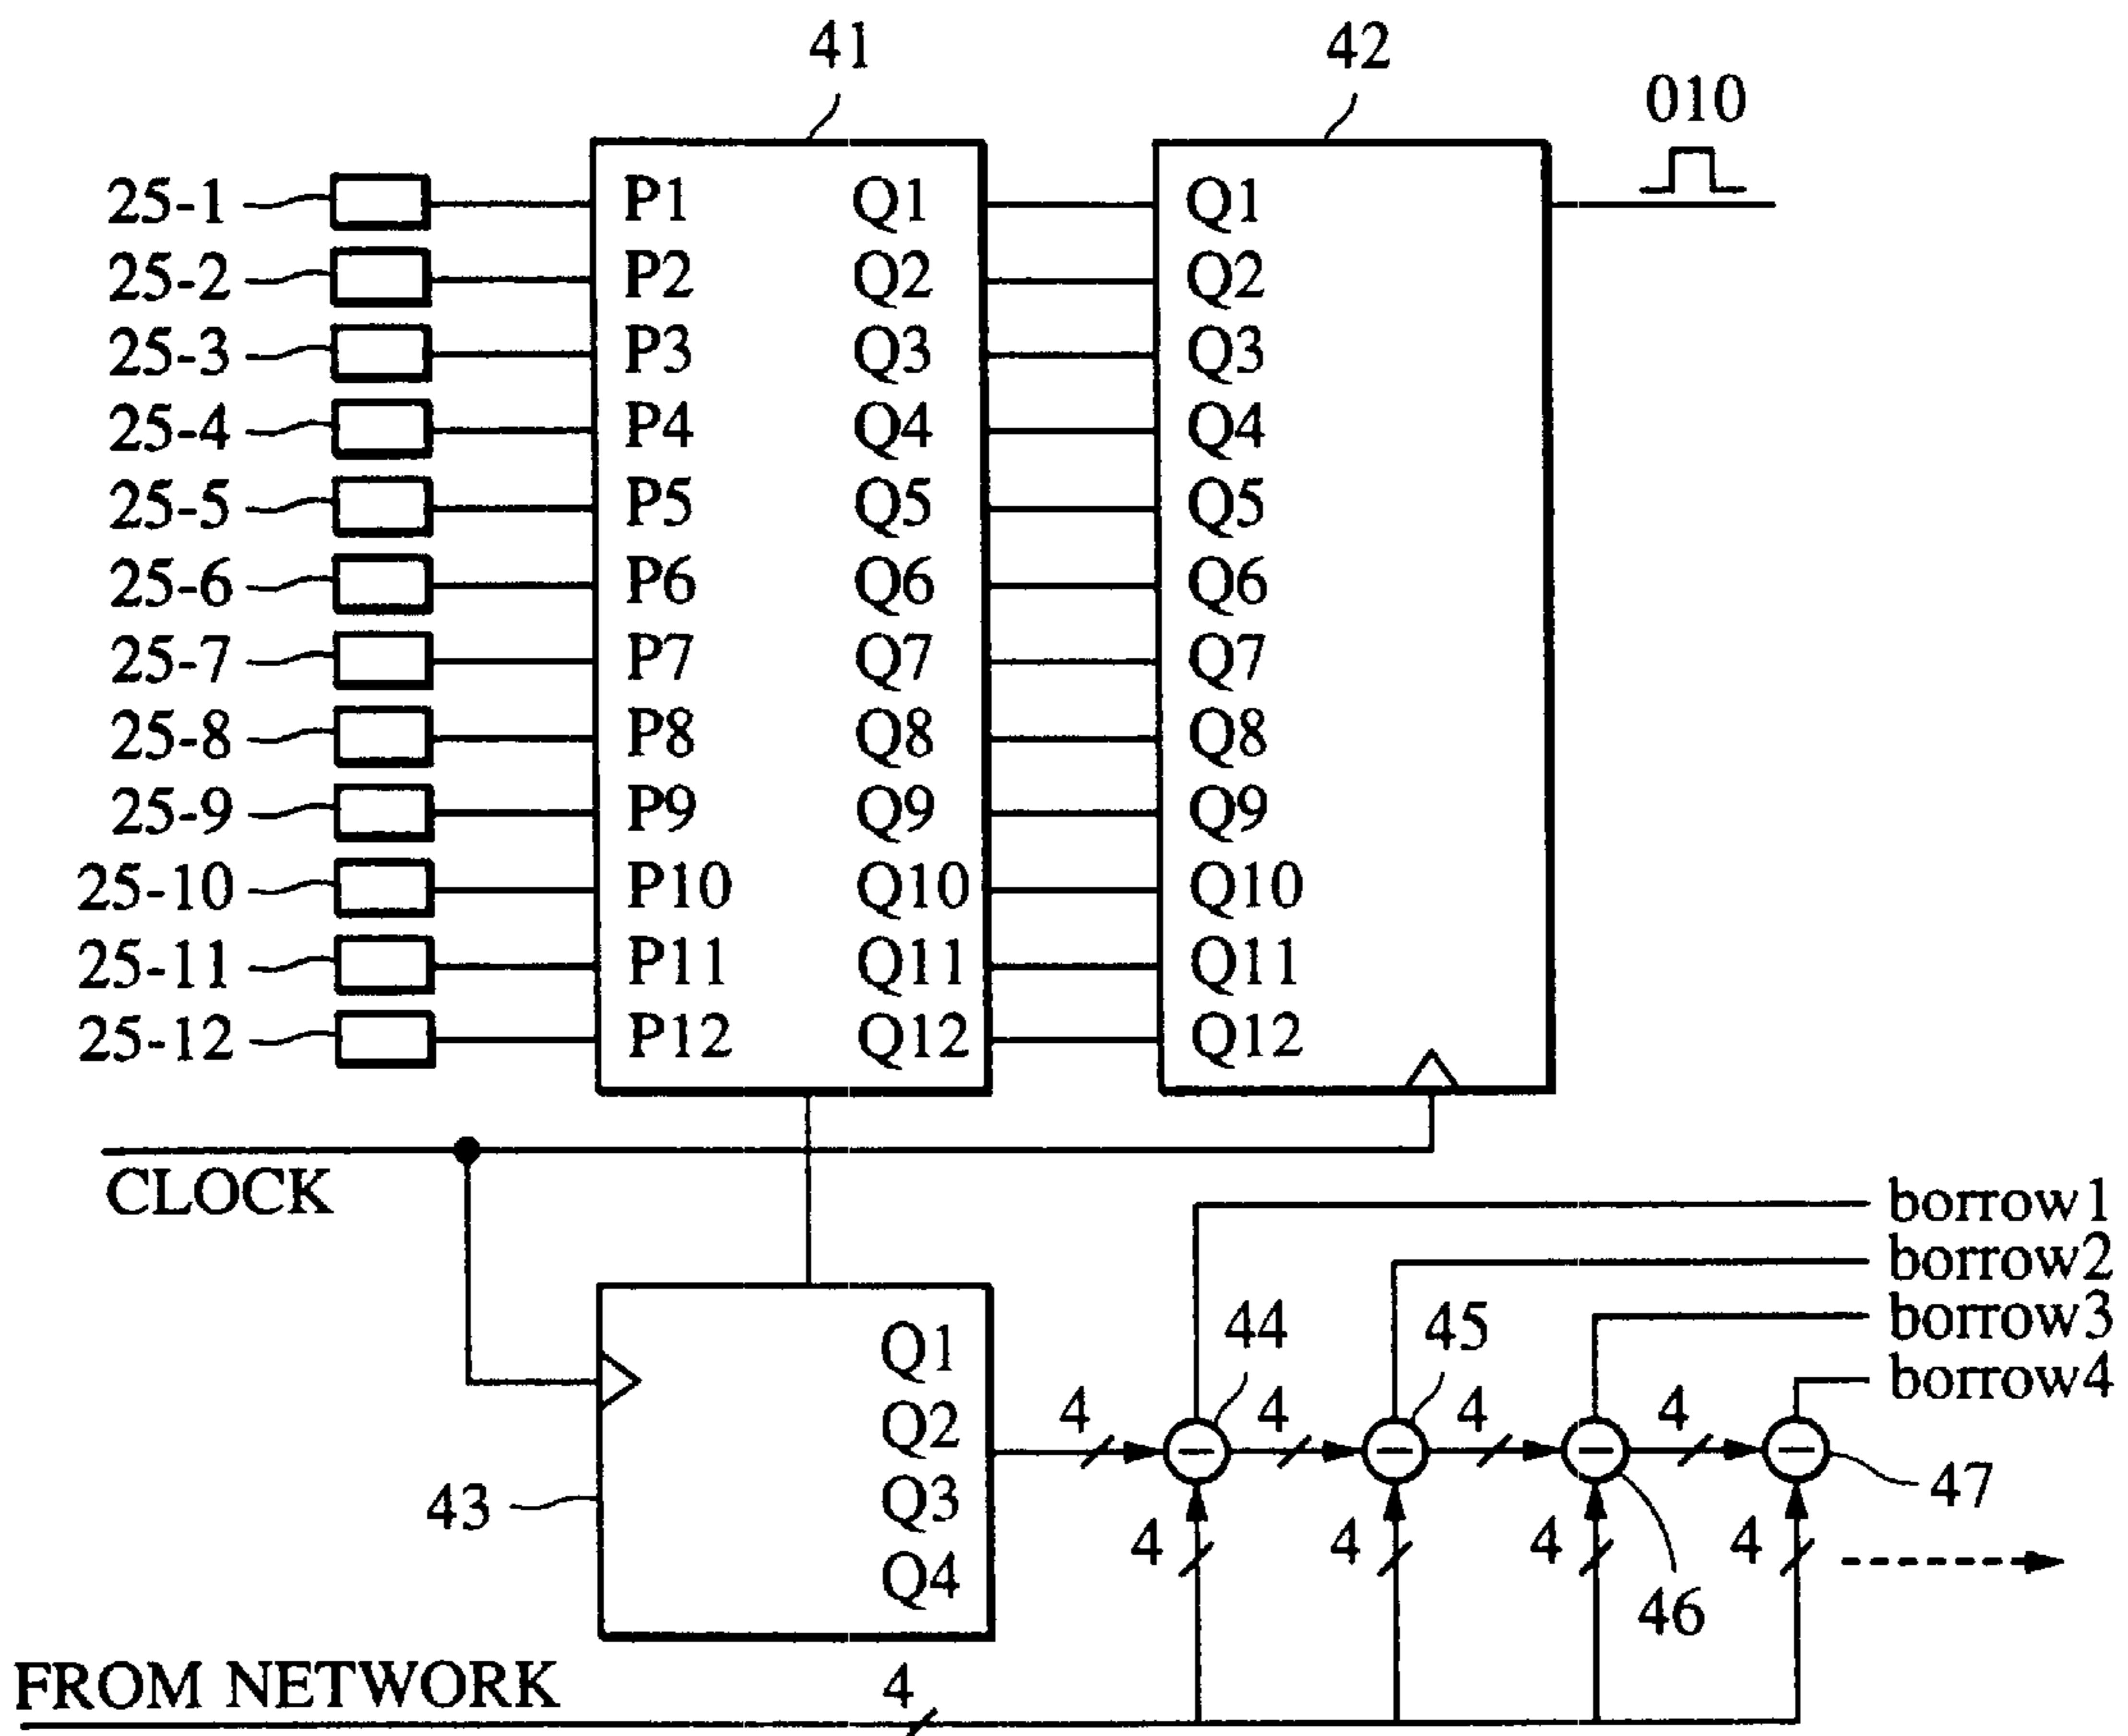 41 42
010
25-1 P1 Q1 Q1
25-2 P2 Q2 Q2
25-3 P3 Q3 Q3
25-4 P4 Q4 Q4
25-5 P5 Q5 Q5
25-6 P6 Q6 Q6
25-7 P7 Q7 Q7
25-8 P8 Q8 Q8
25-9 P9 Q9 Q9
25-10 P10 Q10 Q10
25-11 P11 Q11 Q11
25-12 P12 Q12 Q12
CLOCK
borrow1
borrow2
borrow3
borrow4
44 45
Q1
Q2
Q3
Q4
43
4 4 4 4
47
4 4 4 4
46
FROM NETWORK 4